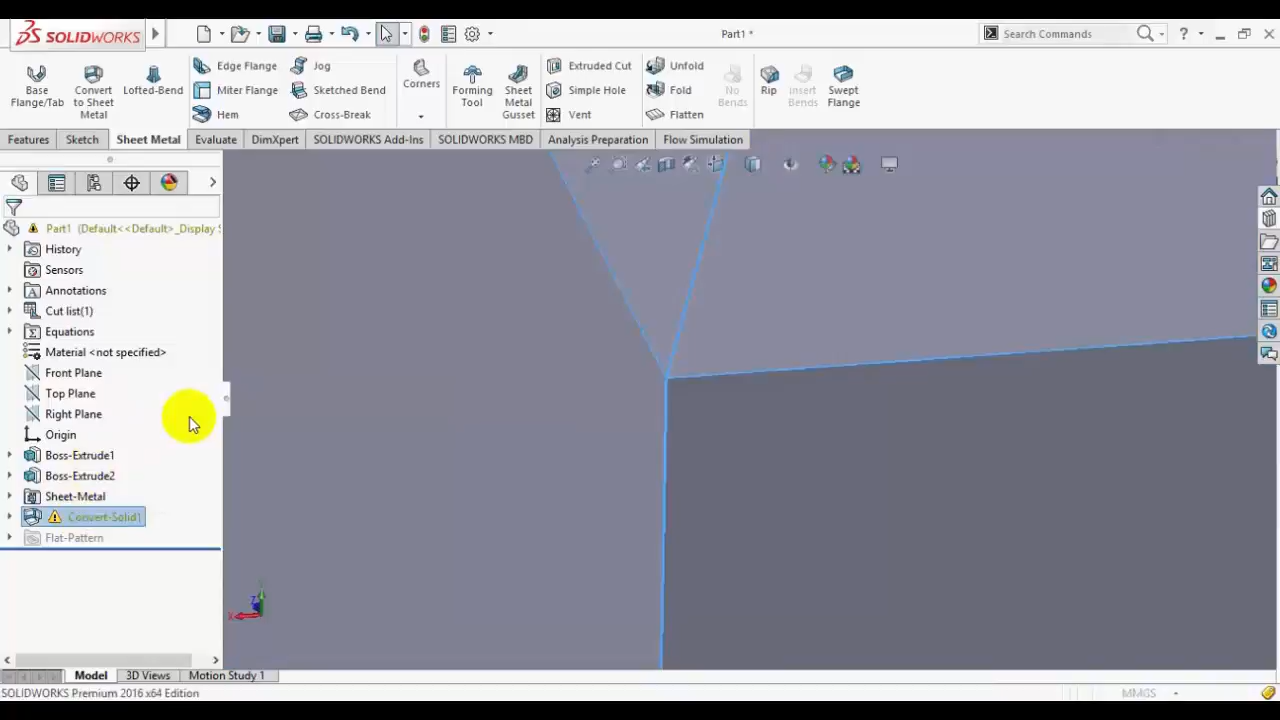 SOLIDWORKS
Part1 *
Search Commands
?
Base Flange/Tab
Convert to Sheet Metal
Lofted-Bend
Edge Flange
Miter Flange
Hem
Jog
Sketched Bend
Cross-Break
Corners
Forming Tool
Sheet Metal Gusset
Extruded Cut
Simple Hole
Vent
Unfold
Fold
Flatten
No Bends
Rip
Insert Bends
Swept Flange
Features
Sketch
Sheet Metal
Evaluate
DimXpert
SOLIDWORKS Add-Ins
SOLIDWORKS MBD
Analysis Preparation
Flow Simulation
Part1 (Default<<Default>_Display S
History
Sensors
Annotations
Cut list(1)
Equations
Material <not specified>
Front Plane
Top Plane
Right Plane
Origin
Boss-Extrude1
Boss-Extrude2
Sheet-Metal
Convert-Solid1
Flat-Pattern
X
Z
Model
3D Views
Motion Study 1
SOLIDWORKS Premium 2016 x64 Edition
MMGS